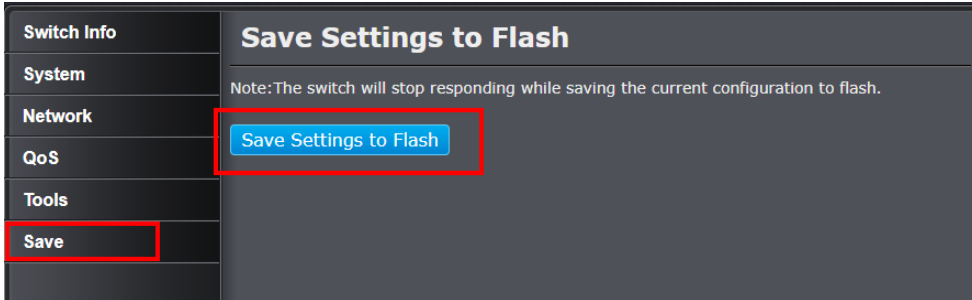 Switch Info
System
Network
QoS
Tools
Save
Save Settings to Flash
Note:The switch will stop responding while saving the current configuration to flash.
Save Settings to Flash